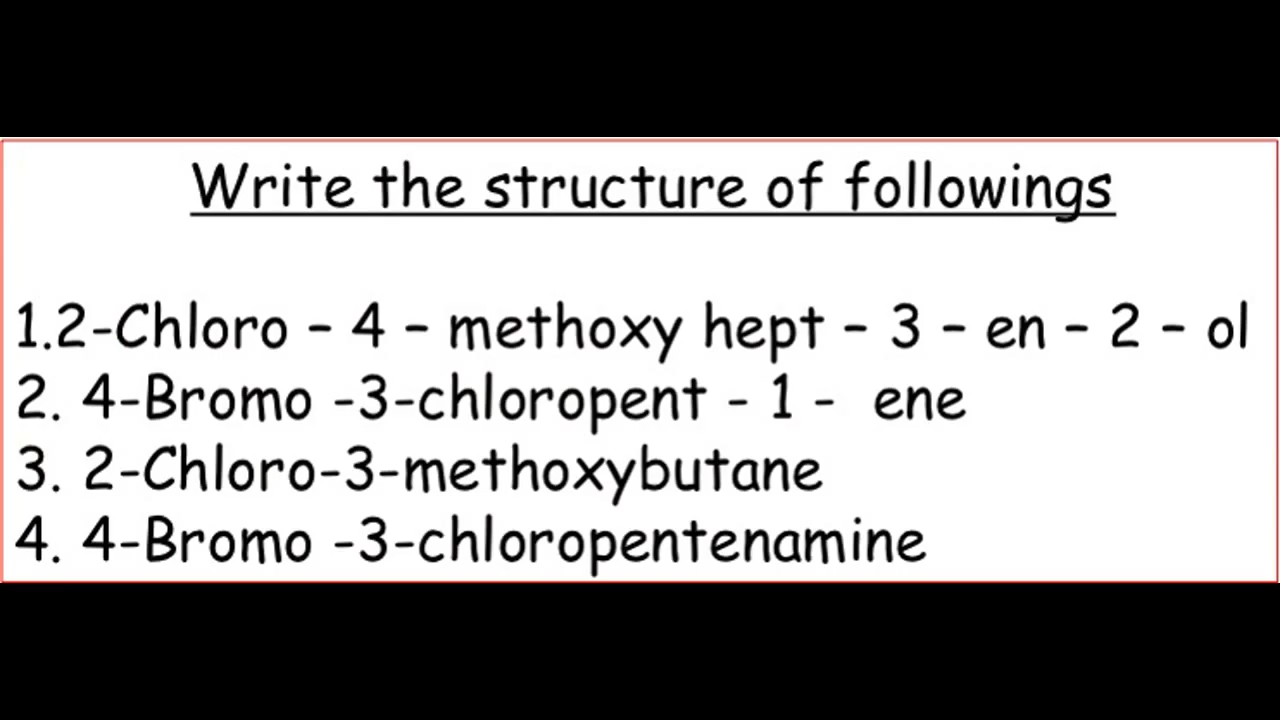 Write the structure of followings
1.2-Chloro - 4 - methoxy hept - 3 - en - 2 - ol
2. 4-Bromo -3-chloropent - 1 - ene
3. 2-Chloro-3-methoxybutane
4. 4-Bromo -3-chloropentenamine